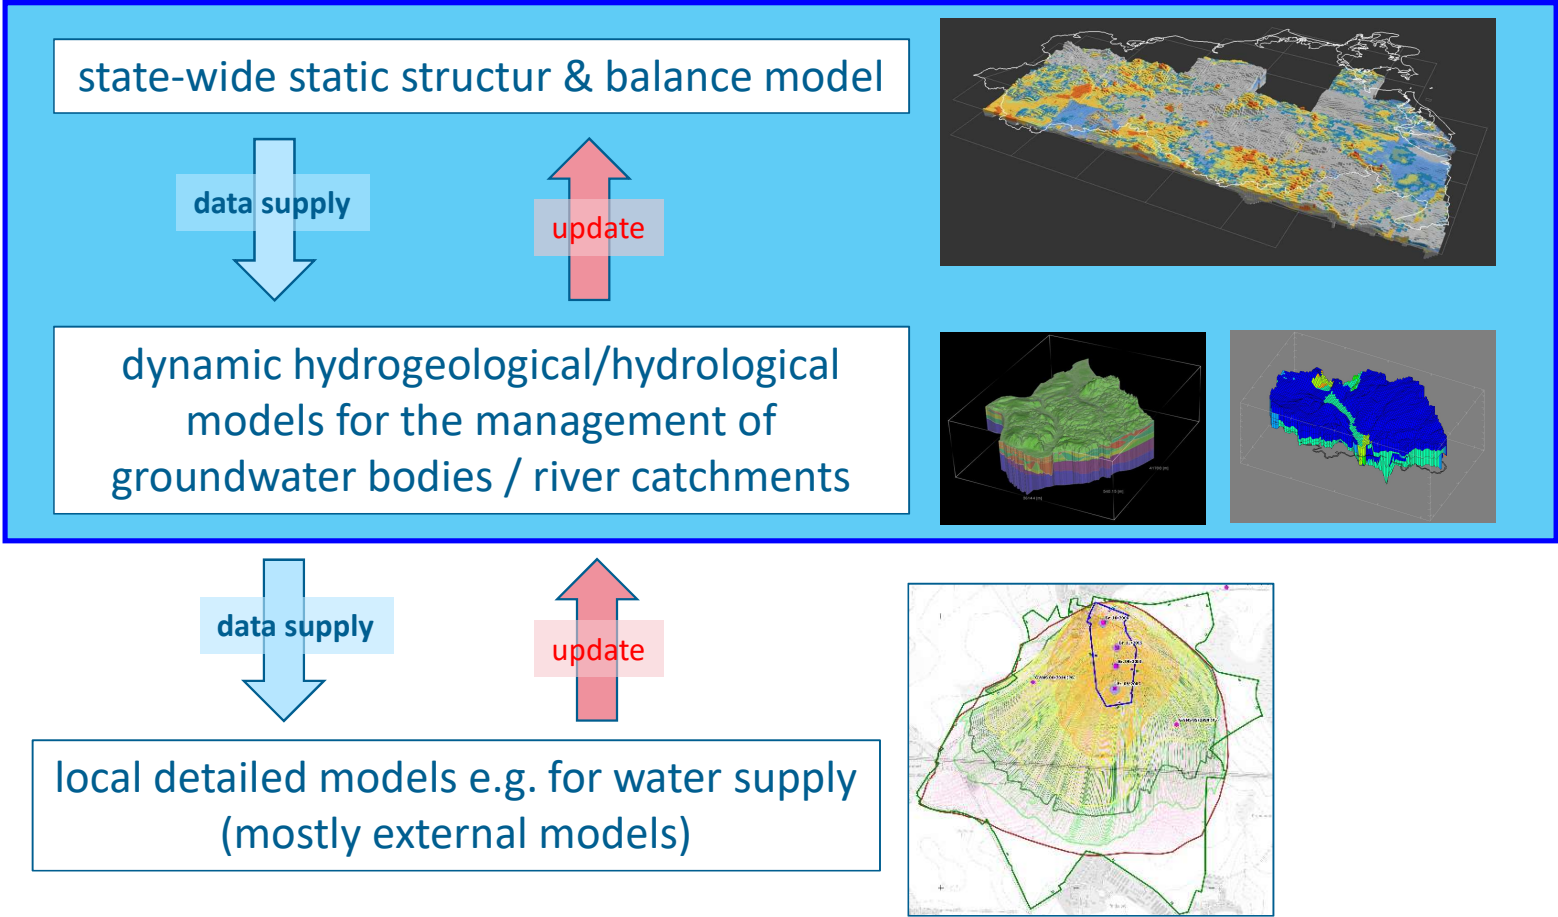 state-wide static structur & balance model
data supply
update
dynamic hydrogeological/hydrological
models for the management of
groundwater bodies / river catchments
data supply
update
local detailed models e.g. for water supply
(mostly external models)